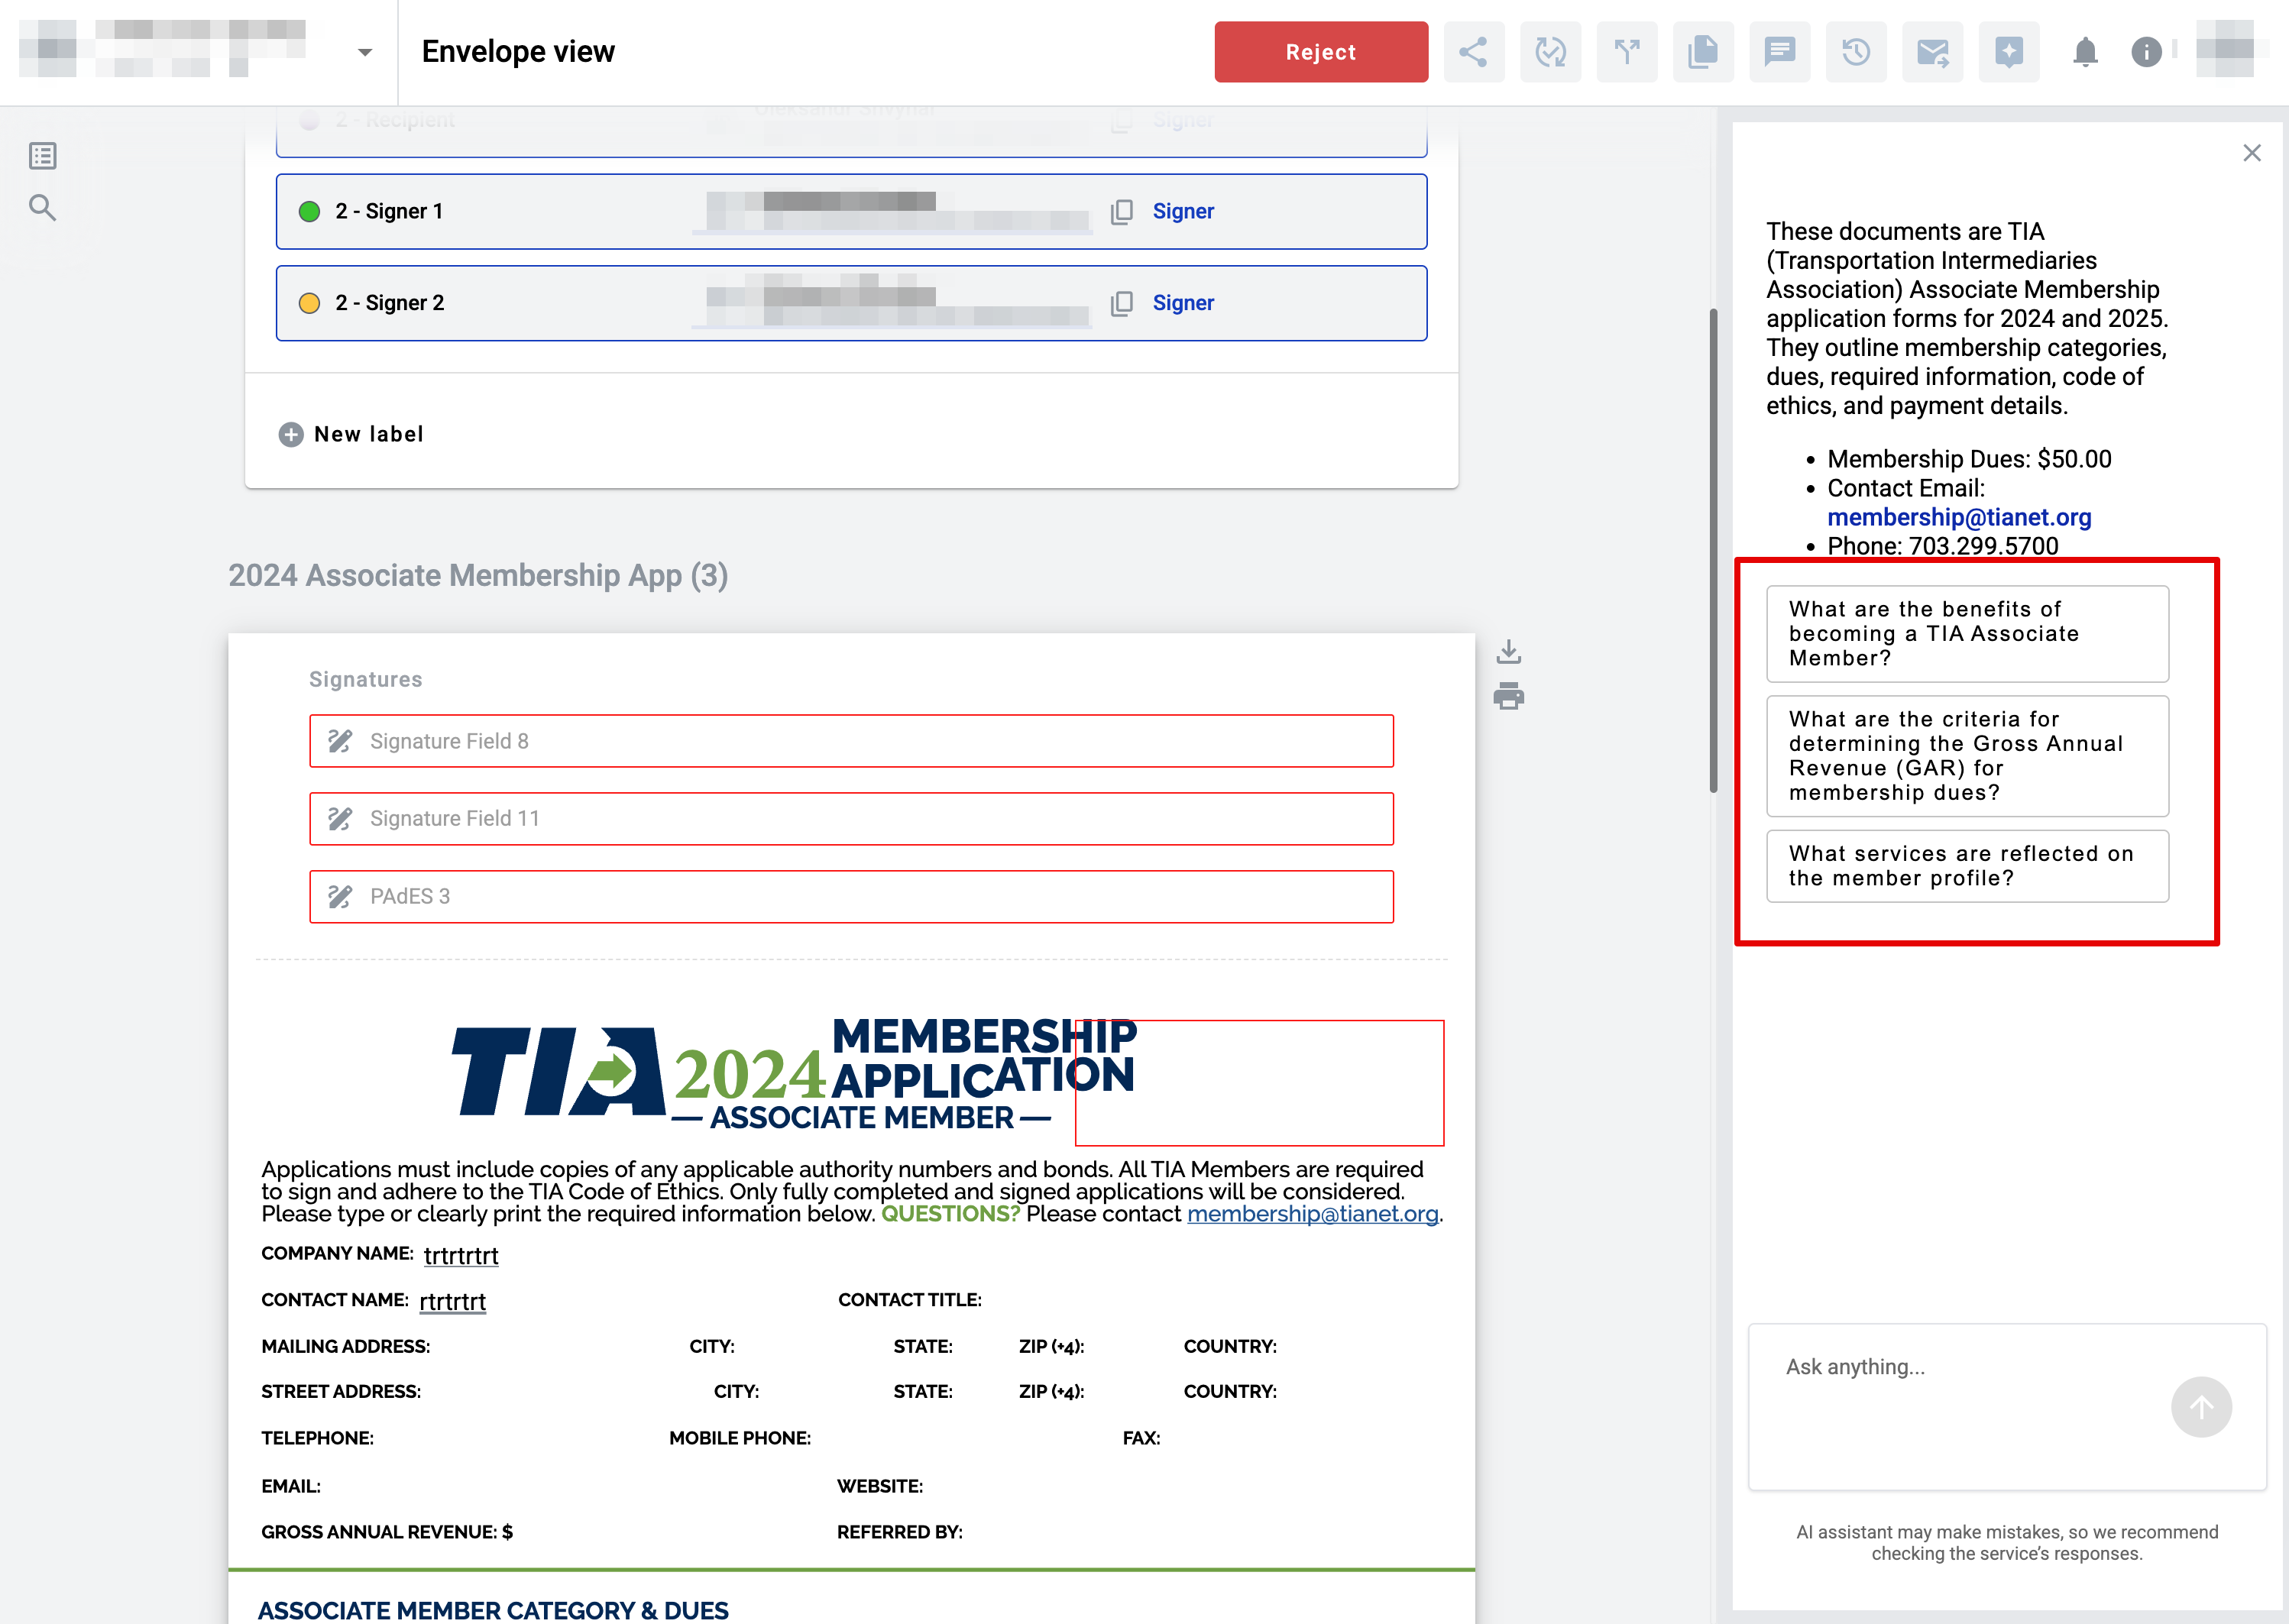 Envelope view
Reject
2 - Recipient
Signer
2 - Signer 1
Signer
2 - Signer 2
Signer
New label
2024 Associate Membership App (3)
Signatures
Signature Field 8
Signature Field 11
PAdES 3
TIA 2024 MEMBERSHIP
APPLICATION
— ASSOCIATE MEMBER —
Applications must include copies of any applicable authority numbers and bonds. All TIA Members are required
to sign and adhere to the TIA Code of Ethics. Only fully completed and signed applications will be considered.
Please type or clearly print the required information below. QUESTIONS? Please contact membership@tianet.org.
COMPANY NAME: trtrtrtrt
CONTACT NAME: rtrtrtrt CONTACT TITLE:
MAILING ADDRESS: CITY: STATE: ZIP (+4): COUNTRY:
STREET ADDRESS: CITY: STATE: ZIP (+4): COUNTRY:
TELEPHONE: MOBILE PHONE: FAX:
EMAIL: WEBSITE:
GROSS ANNUAL REVENUE: $ REFERRED BY:
ASSOCIATE MEMBER CATEGORY & DUES
These documents are TIA
(Transportation Intermediaries
Association) Associate Membership
application forms for 2024 and 2025.
They outline membership categories,
dues, required information, code of
ethics, and payment details.
• Membership Dues: $50.00
• Contact Email:
membership@tianet.org
• Phone: 703.299.5700
What are the benefits of
becoming a TIA Associate
Member?
What are the criteria for
determining the Gross Annual
Revenue (GAR) for
membership dues?
What services are reflected on
the member profile?
Ask anything...
AI assistant may make mistakes, so we recommend
checking the service's responses.